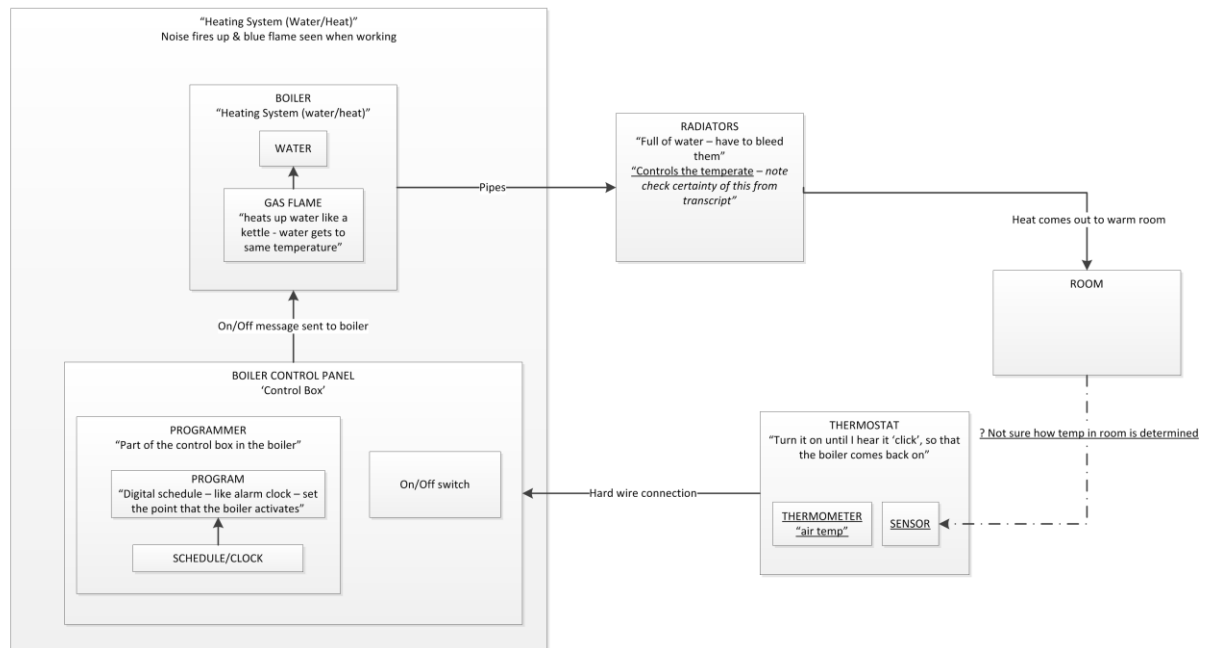 “Heating System (Water/Heat)”
Noise fires up & blue flame seen when working
BOILER
“Heating System (water/heat)”
WATER
GAS FLAME
“heats up water like a
kettle - water gets to
same temperature”
On/Off message sent to boiler
BOILER CONTROL PANEL
‘Control Box’
PROGRAMMER
“Part of the control box in the boiler”
PROGRAM
“Digital schedule – like alarm clock – set
the point that the boiler activates”
SCHEDULE/CLOCK
On/Off switch
Pipes
RADIATORS
“Full of water – have to bleed
them”
“Controls the temperate – note
check certainty of this from
transcript”
Heat comes out to warm room
ROOM
? Not sure how temp in room is determined
THERMOSTAT
“Turn it on until I hear it ‘click’, so that
the boiler comes back on”
THERMOMETER
“air temp”
SENSOR
Hard wire connection